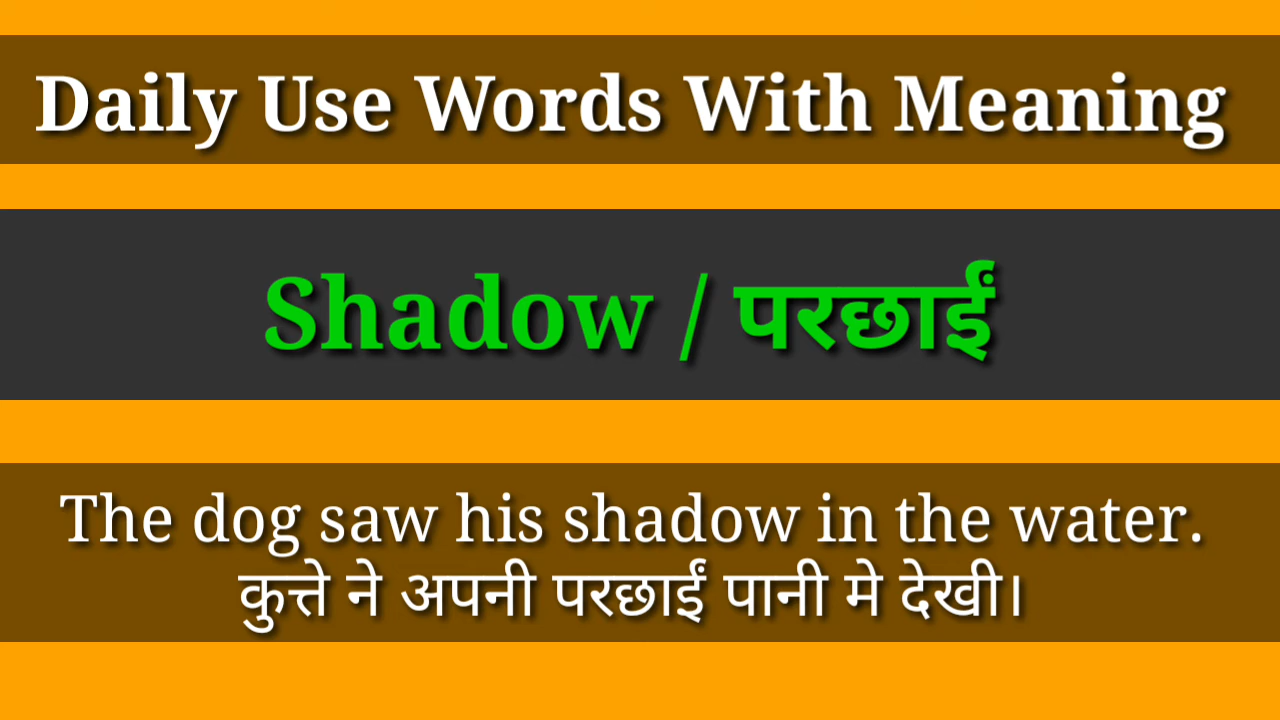 Daily Use Words With Meaning
Shadow / परछाईं
The dog saw his shadow in the water.
कुत्ते ने अपनी परछाईं पानी मे देखी।